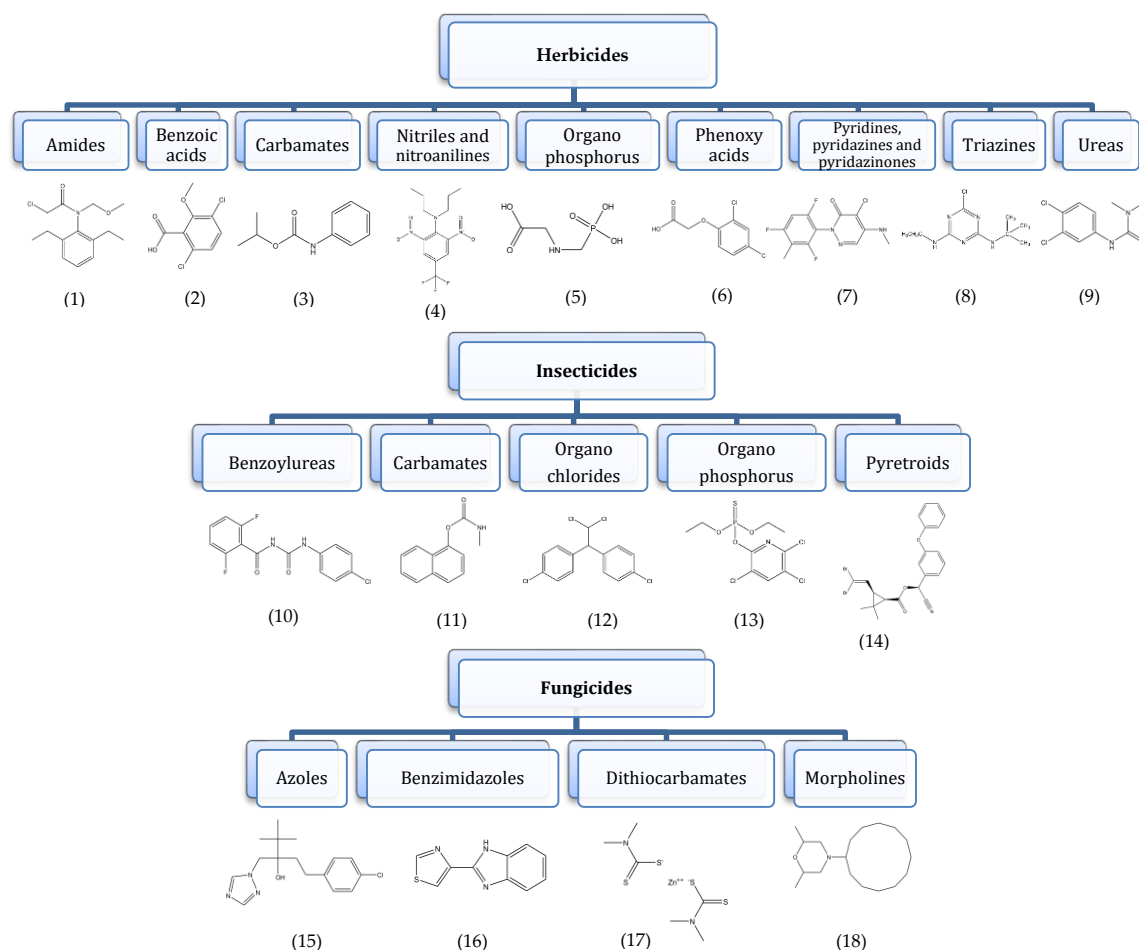 Herbicides
Amides
Benzoic
acids
Carbamates
Nitriles and
nitroanilines
Organo
phosphorus
Phenoxy
acids
Pyridines,
pyridazines and
pyridazinones
Triazines
Ureas
(1)
(2)
(3)
(4)
(5)
(6)
(7)
(8)
(9)
Insecticides
Benzoylureas
Carbamates
Organo
chlorides
Organo
phosphorus
Pyretroids
(10)
(11)
(12)
(13)
(14)
Fungicides
Azoles
Benzimidazoles
Dithiocarbamates
Morpholines
(15)
(16)
(17)
(18)